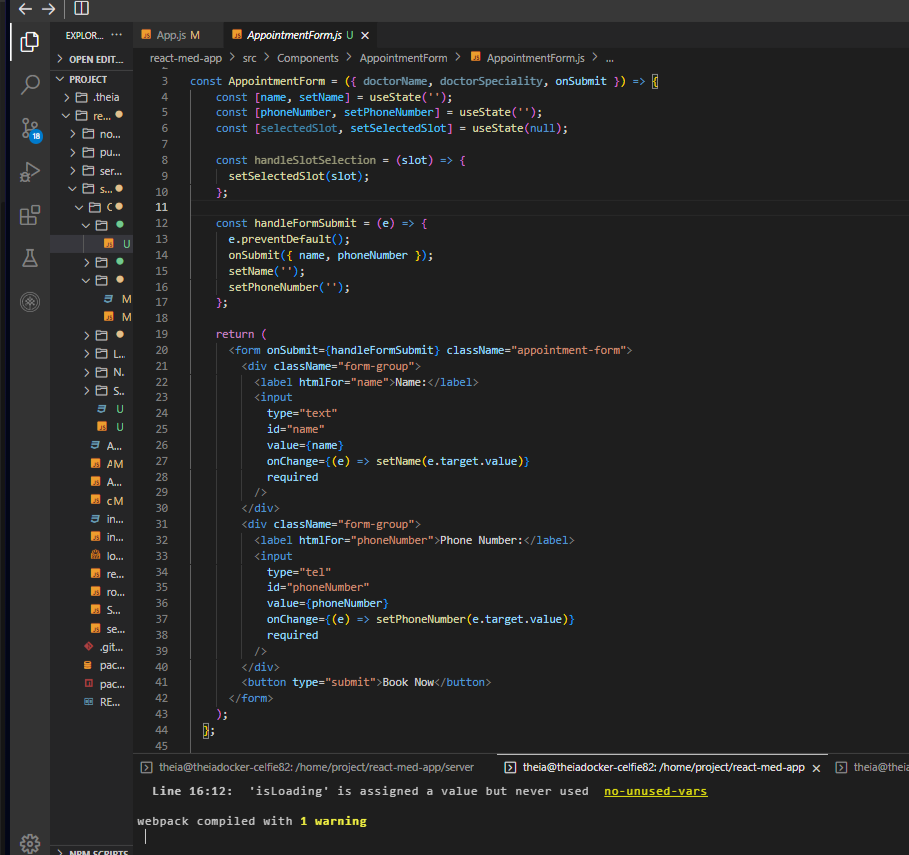 EXPLOR... ···
App.js M
AppointmentForm.js U ×
OPEN EDIT...
react-med-app > src > Components > AppointmentForm > AppointmentForm.js > ...
PROJECT
.theia
re...
no...
pu...
ser...
s...
C
U
M
M
L...
N.
S..
U
U
A...
AM
A...
cM
in...
in...
lo...
re...
ro...
S...
se...
.git...
pac...
pac...
RE...
18
3 const AppointmentForm = ({ doctorName, doctorSpeciality, onSubmit }) => {
4 const [name, setName] = useState('');
5 const [phoneNumber, setPhoneNumber] = useState('');
6 const [selectedSlot, setSelectedSlot] = useState(null);
7
8 const handleSlotSelection = (slot) => {
9 setSelectedSlot(slot);
10 };
11
12 const handleFormSubmit = (e) => {
13 e.preventDefault();
14 onSubmit({ name, phoneNumber });
15 setName('');
16 setPhoneNumber('');
17 };
18
19 return (
20 <form onSubmit={handleFormSubmit} className="appointment-form">
21 <div className="form-group">
22 <label htmlFor="name">Name:</label>
23 <input
24 type="text"
25 id="name"
26 value={name}
27 onChange={(e) => setName(e.target.value)}
28 required
29 />
30 </div>
31 <div className="form-group">
32 <label htmlFor="phoneNumber">Phone Number:</label>
33 <input
34 type="tel"
35 id="phoneNumber"
36 value={phoneNumber}
37 onChange={(e) => setPhoneNumber(e.target.value)}
38 required
39 />
40 </div>
41 <button type="submit">Book Now</button>
42 </form>
43 );
44 };
45
theia@theiadocker-celfie82: /home/project/react-med-app/server
theia@theiadocker-celfie82: /home/project/react-med-app ×
theia@theia
Line 16:12: 'isLoading' is assigned a value but never used no-unused-vars
webpack compiled with 1 warning
NPM SCRIPTS